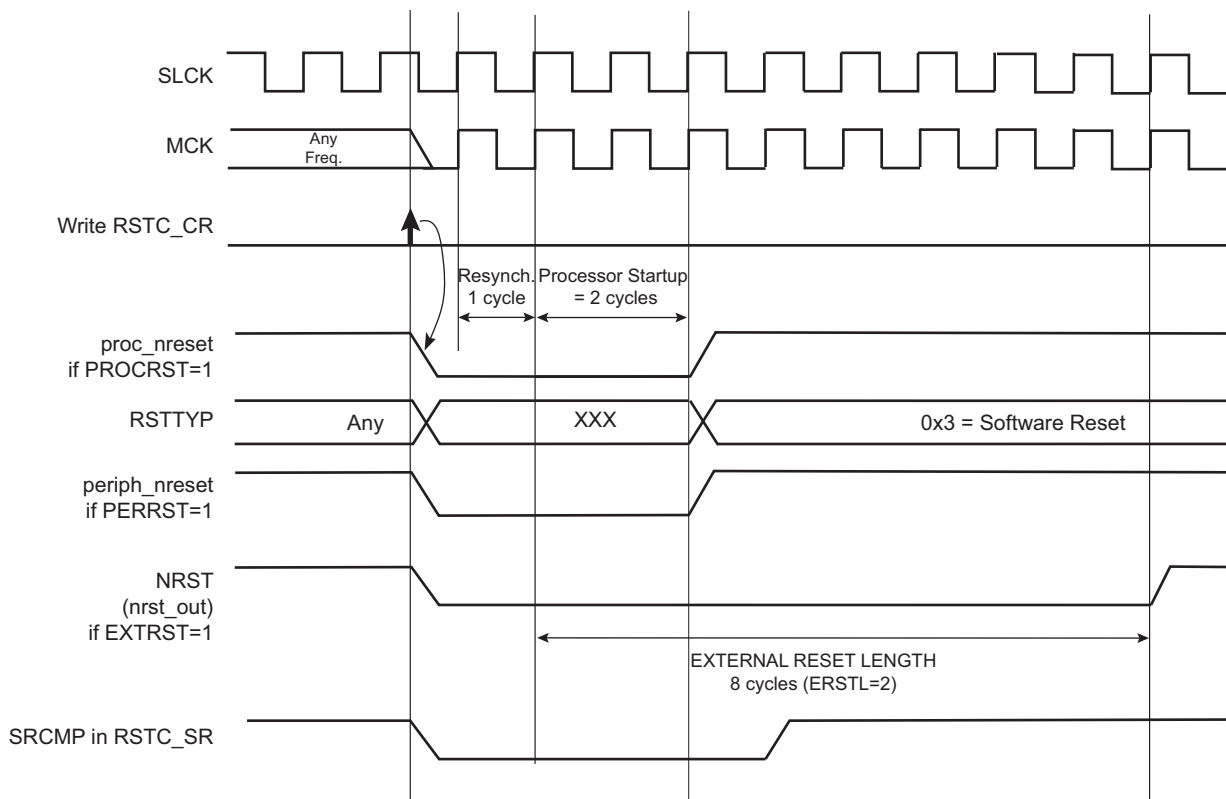 SLCK
MCK
Any
Freq.
Write RSTC_CR
Resynch.
1 cycle
Processor Startup
= 2 cycles
proc_nreset
if PROCRST=1
RSTTYP
Any
XXX
0x3 = Software Reset
periph_nreset
if PERRST=1
NRST
(nrst_out)
if EXTRST=1
EXTERNAL RESET LENGTH
8 cycles (ERSTL=2)
SRCMP in RSTC_SR